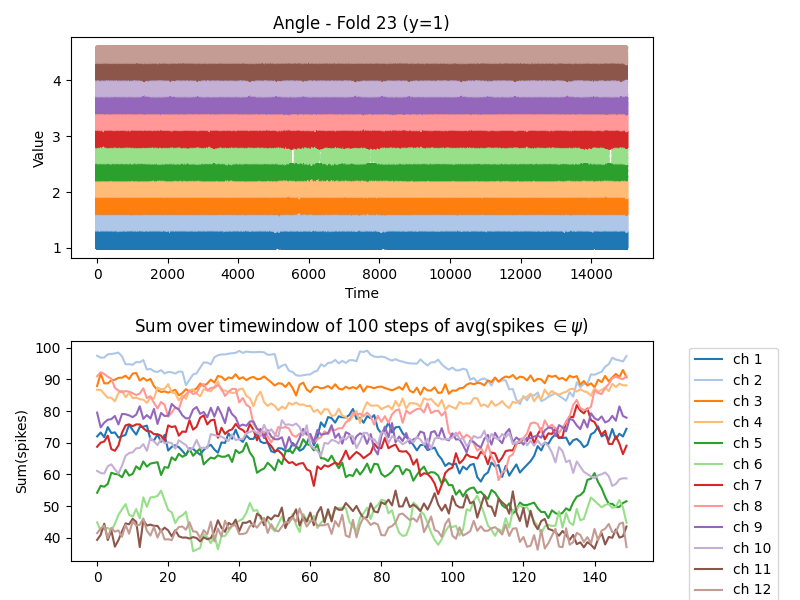 Angle - Fold 23 (y=1)
4
3
2
1
Value
0 2000 4000 6000 8000 10000 12000 14000
Time
Sum over timewindow of 100 steps of avg(spikes ∈ ψ)
100
90
80
70
60
50
40
Sum(spikes)
0 20 40 60 80 100 120 140
ch 1
ch 2
ch 3
ch 4
ch 5
ch 6
ch 7
ch 8
ch 9
ch 10
ch 11
ch 12